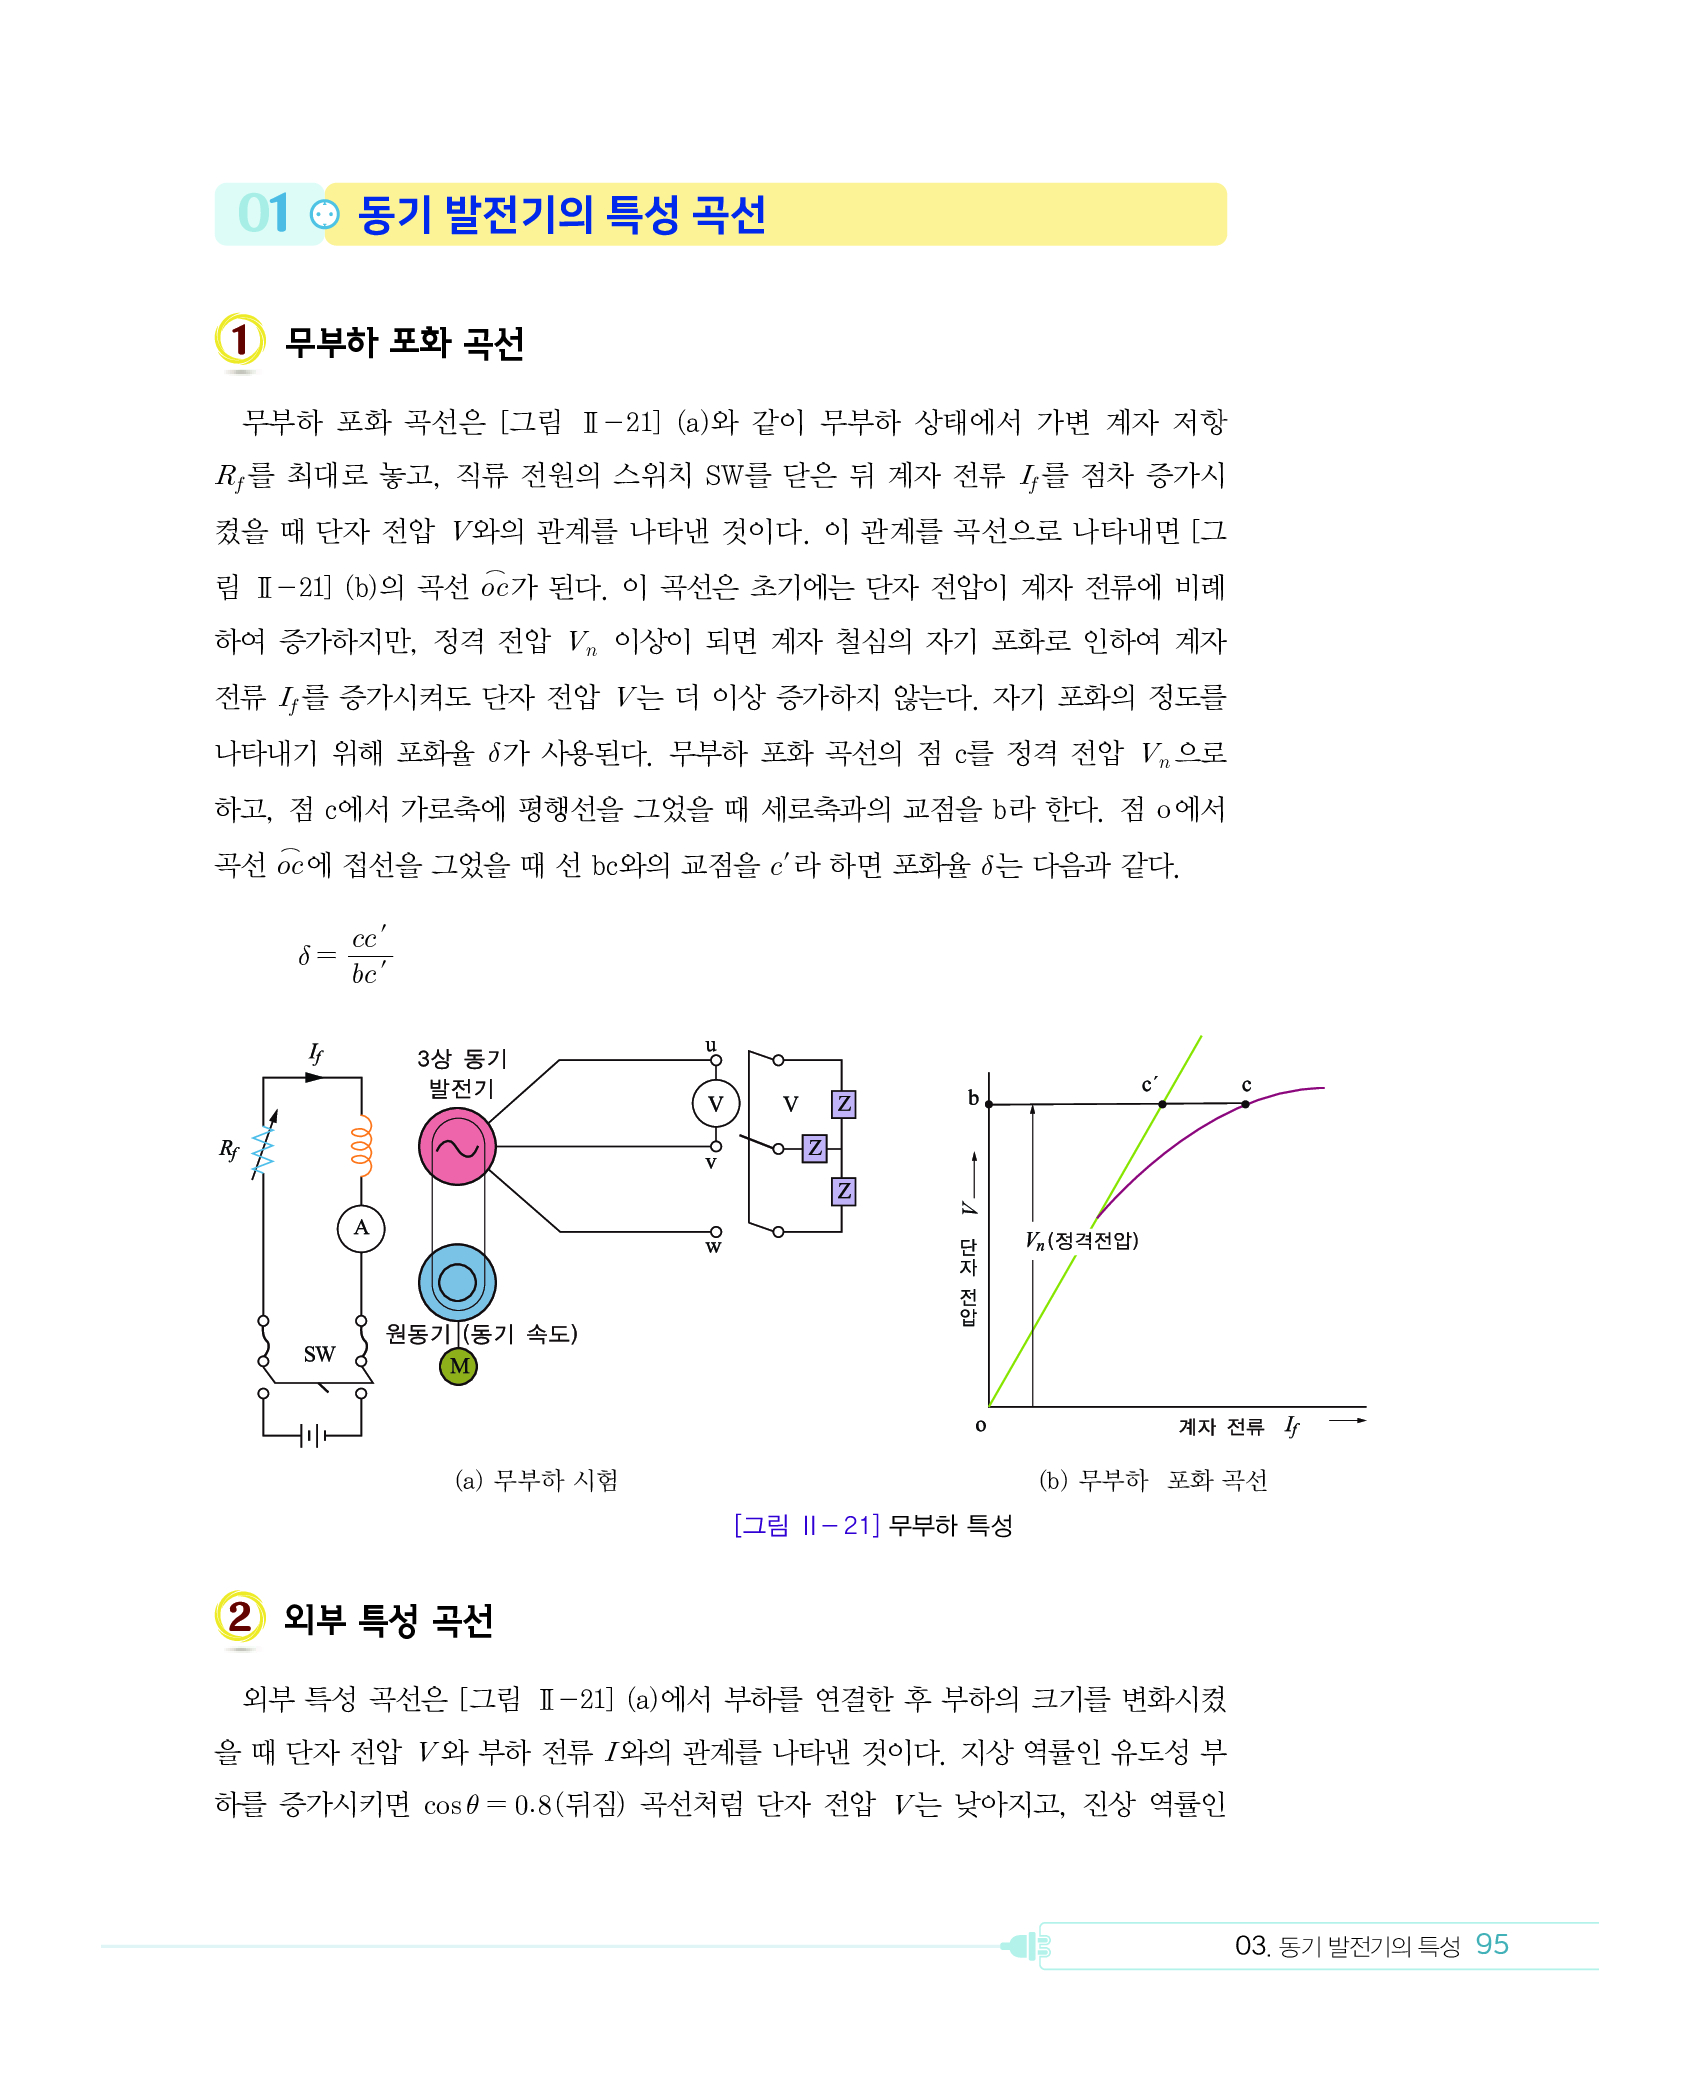 01 동기 발전기의 특성 곡선
1 무부하 포화 곡선
무부하 포화 곡선은 [그림 Ⅱ-21] (a)와 같이 무부하 상태에서 가변 계자 저항
R_f를 최대로 놓고, 직류 전원의 스위치 SW를 닫은 뒤 계자 전류 I_f를 점차 증가시
켰을 때 단자 전압 V와의 관계를 나타낸 것이다. 이 관계를 곡선으로 나타내면 [그
림 Ⅱ-21] (b)의 곡선 o͡c가 된다. 이 곡선은 초기에는 단자 전압이 계자 전류에 비례
하여 증가하지만, 정격 전압 V_n 이상이 되면 계자 철심의 자기 포화로 인하여 계자
전류 I_f를 증가시켜도 단자 전압 V는 더 이상 증가하지 않는다. 자기 포화의 정도를
나타내기 위해 포화율 δ가 사용된다. 무부하 포화 곡선의 점 c를 정격 전압 V_n으로
하고, 점 c에서 가로축에 평행선을 그었을 때 세로축과의 교점을 b라 한다. 점 o에서
곡선 o͡c에 접선을 그었을 때 선 bc와의 교점을 c′라 하면 포화율 δ는 다음과 같다.
δ = cc′/bc′
I_f
R_f
A
SW
3상 동기
발전기
원동기 (동기 속도)
M
u
V
v
w
V
Z
Z
Z
b
c′
c
V
단자 전압
V_n(정격전압)
o
계자 전류 I_f
(a) 무부하 시험
(b) 무부하 포화 곡선
[그림 Ⅱ-21] 무부하 특성
2 외부 특성 곡선
외부 특성 곡선은 [그림 Ⅱ-21] (a)에서 부하를 연결한 후 부하의 크기를 변화시켰
을 때 단자 전압 V와 부하 전류 I와의 관계를 나타낸 것이다. 지상 역률인 유도성 부
하를 증가시키면 cosθ = 0.8(뒤짐) 곡선처럼 단자 전압 V는 낮아지고, 진상 역률인
03. 동기 발전기의 특성 95